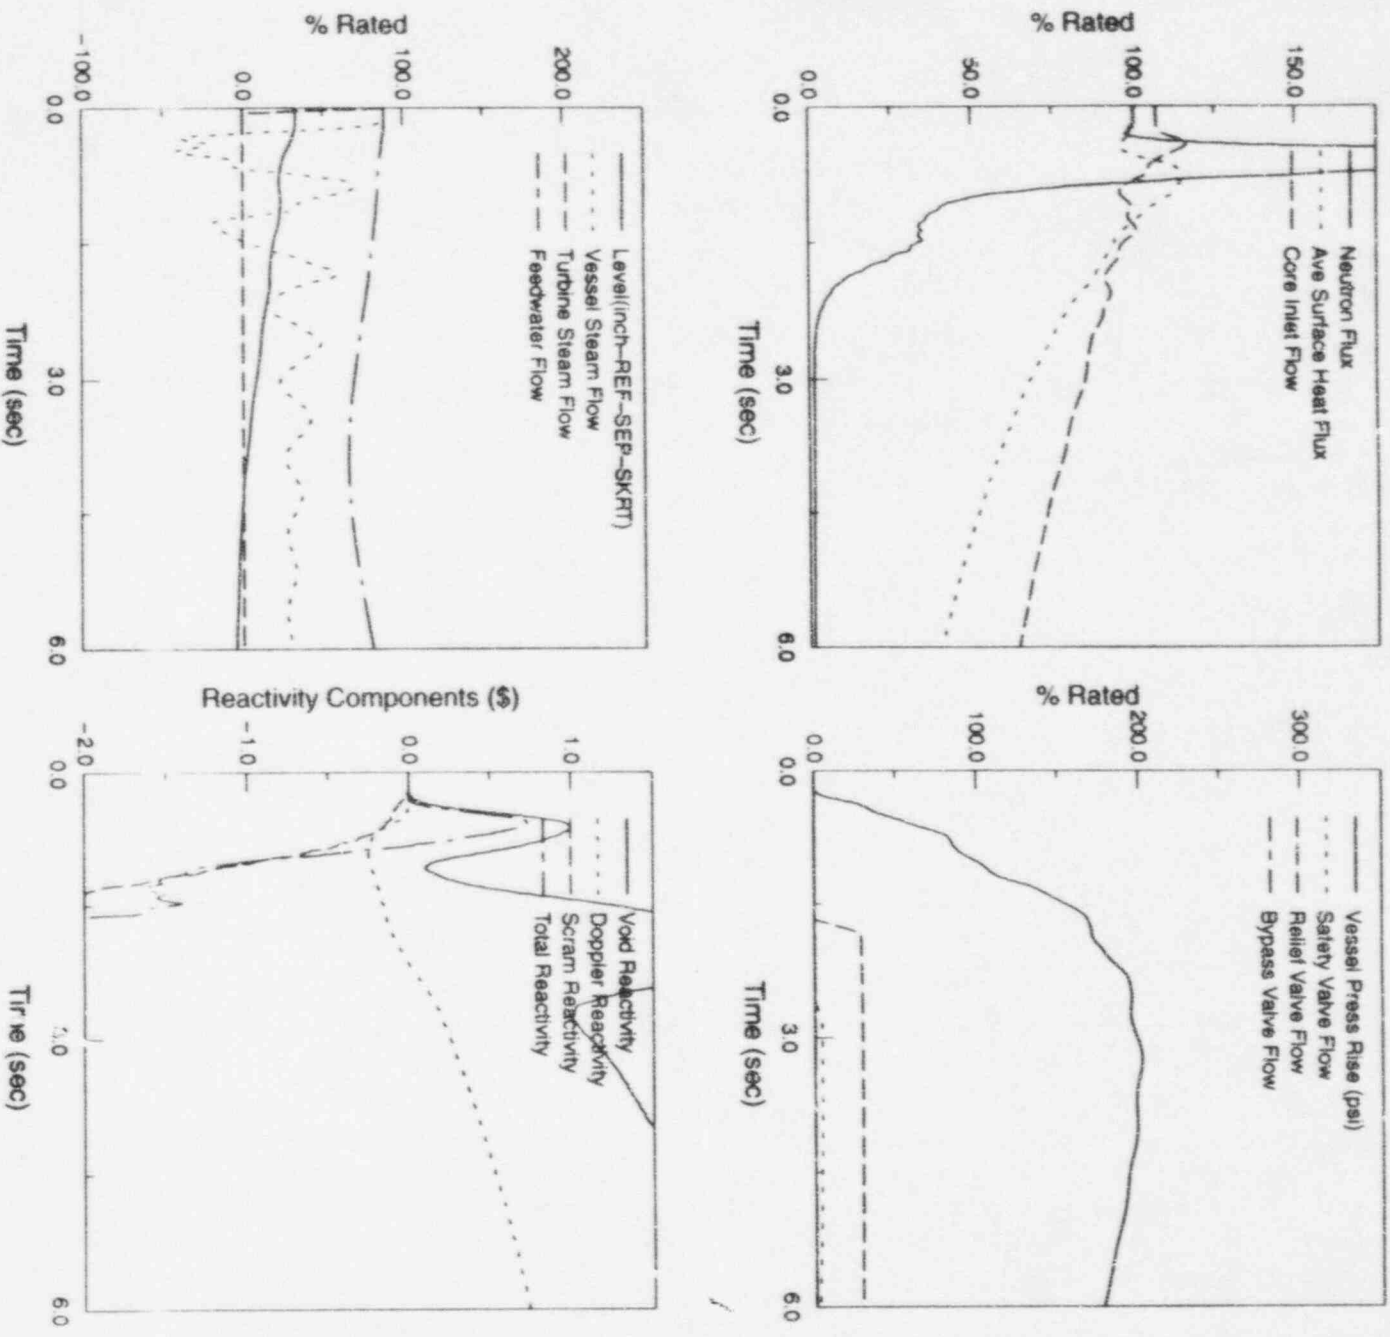 Neutron Flux
Ave Surface Heat Flux
Core Inlet Flow
% Rated
150.0
100.0
50.0
0.0
0.0
3.0
6.0
Time (sec)
Vessel Press Rise (psi)
Safety Valve Flow
Relief Valve Flow
Bypass Valve Flow
% Rated
300.0
200.0
100.0
0.0
0.0
3.0
6.0
Time (sec)
Level(inch-REF-SEP-SKRT)
Vessel Steam Flow
Turbine Steam Flow
Feedwater Flow
% Rated
200.0
100.0
0.0
-100.0
0.0
3.0
6.0
Time (sec)
Void Reactivity
Doppler Reactivity
Scram Reactivity
Total Reactivity
Reactivity Components ($)
1.0
0.0
-1.0
-2.0
0.0
6.0
(sec)